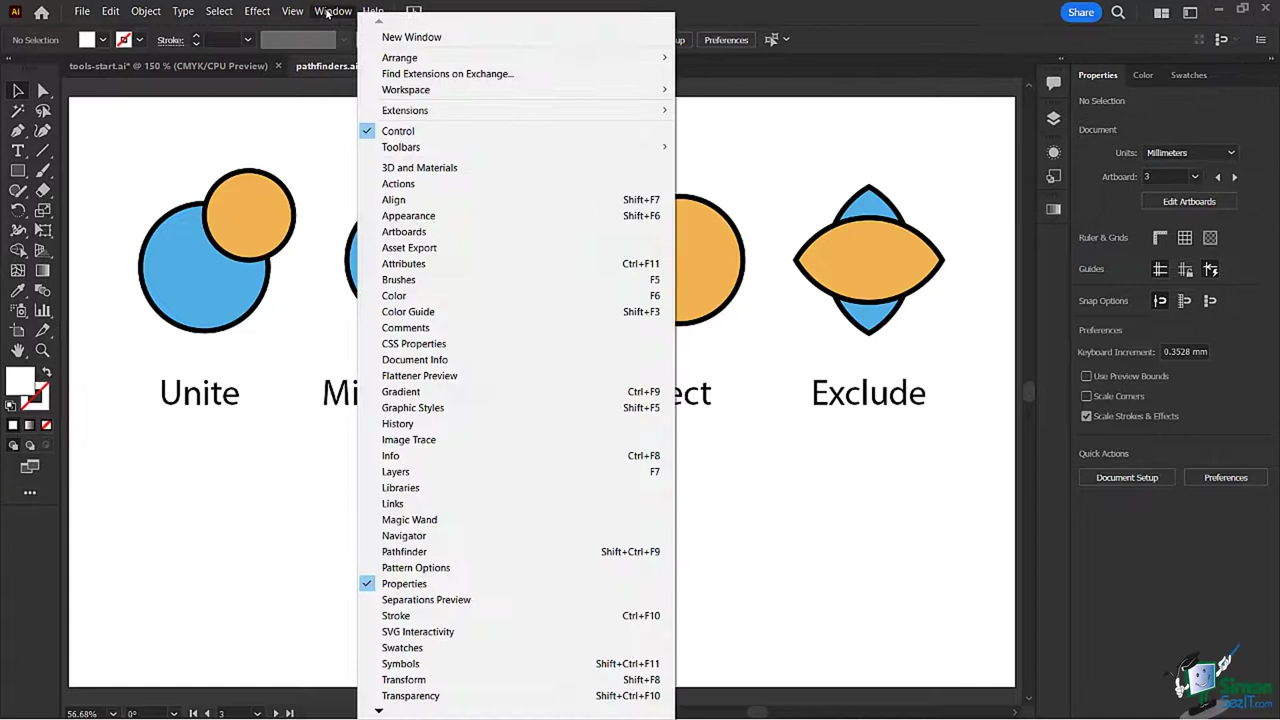 Ai File Edit Object Type Select Effect View Window Help Share
No Selection Stroke: Preferences
tools-start.ai* @ 150 % (CMYK/CPU Preview) × pathfinders.ai
New Window
Arrange
Find Extensions on Exchange...
Workspace
Extensions
Control
Toolbars
3D and Materials
Actions
Align Shift+F7
Appearance Shift+F6
Artboards
Asset Export
Attributes Ctrl+F11
Brushes F5
Color F6
Color Guide Shift+F3
Comments
CSS Properties
Document Info
Flattener Preview
Gradient Ctrl+F9
Graphic Styles Shift+F5
History
Image Trace
Info Ctrl+F8
Layers F7
Libraries
Links
Magic Wand
Navigator
Pathfinder Shift+Ctrl+F9
Pattern Options
Properties
Separations Preview
Stroke Ctrl+F10
SVG Interactivity
Swatches
Symbols Shift+Ctrl+F11
Transform Shift+F8
Transparency Shift+Ctrl+F10
Unite Mi ect Exclude
Properties Color Swatches
No Selection
Document
Units: Millimeters
Artboard: 3
Edit Artboards
Ruler & Grids
Guides
Snap Options
Preferences
Keyboard Increment: 0.3528 mm
Use Preview Bounds
Scale Corners
Scale Strokes & Effects
Quick Actions
Document Setup Preferences
56.68% 0° 3
Simon
SezIT.com